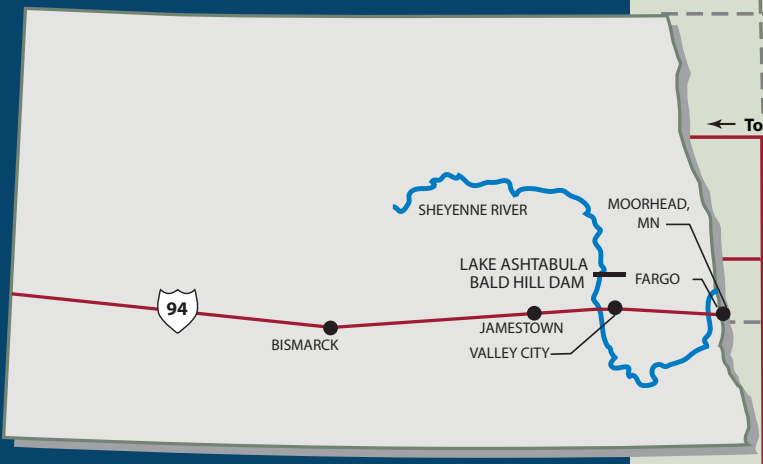 To
SHEYENNE RIVER
MOORHEAD,
MN
LAKE ASHTABULA
BALD HILL DAM
FARGO
94
JAMESTOWN
BISMARCK
VALLEY CITY